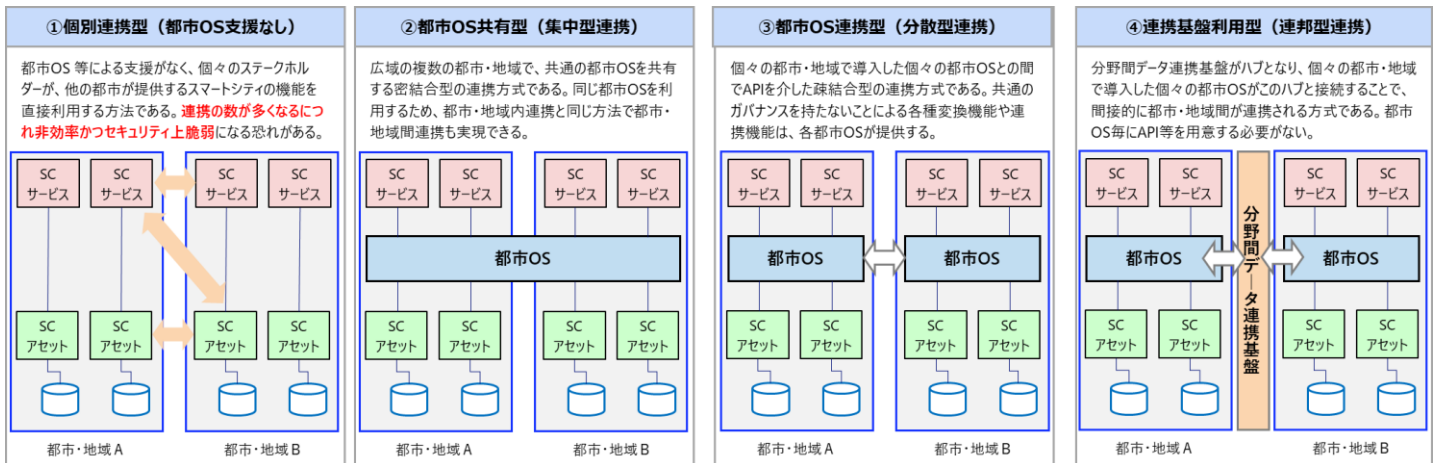 ①個別連携型（都市OS支援なし）
都市OS 等による支援がなく、個々のステークホル
ダーが、他の都市が提供するスマートシティの機能を
直接利用する方法である。連携の数が多くなるにつ
れ非効率かつセキュリティ上脆弱になる恐れがある。
SC
サービス
SC
サービス
SC
サービス
SC
サービス
SC
アセット
SC
アセット
SC
アセット
SC
アセット
都市・地域 A
都市・地域 B
②都市OS共有型（集中型連携）
広域の複数の都市・地域で、共通の都市OSを共有
する密結合型の連携方式である。同じ都市OSを利
用するため、都市・地域内連携と同じ方法で都市・
地域間連携も実現できる。
SC
サービス
SC
サービス
SC
サービス
SC
サービス
都市OS
SC
アセット
SC
アセット
SC
アセット
SC
アセット
都市・地域 A
都市・地域 B
③都市OS連携型（分散型連携）
個々の都市・地域で導入した個々の都市OSとの間
でAPIを介した疎結合型の連携方式である。共通の
ガバナンスを持たないことによる各種変換機能や連
携機能は、各都市OSが提供する。
SC
サービス
SC
サービス
SC
サービス
SC
サービス
都市OS
都市OS
SC
アセット
SC
アセット
SC
アセット
SC
アセット
都市・地域 A
都市・地域 B
④連携基盤利用型（連邦型連携）
分野間データ連携基盤がハブとなり、個々の都市・地域
で導入した個々の都市OSがこのハブと接続することで、
間接的に都市・地域間が連携される方式である。都市
OS毎にAPI等を用意する必要がない。
SC
サービス
SC
サービス
SC
サービス
SC
サービス
都市OS
分野間データ連携基盤
都市OS
SC
アセット
SC
アセット
SC
アセット
SC
アセット
都市・地域 A
都市・地域 B